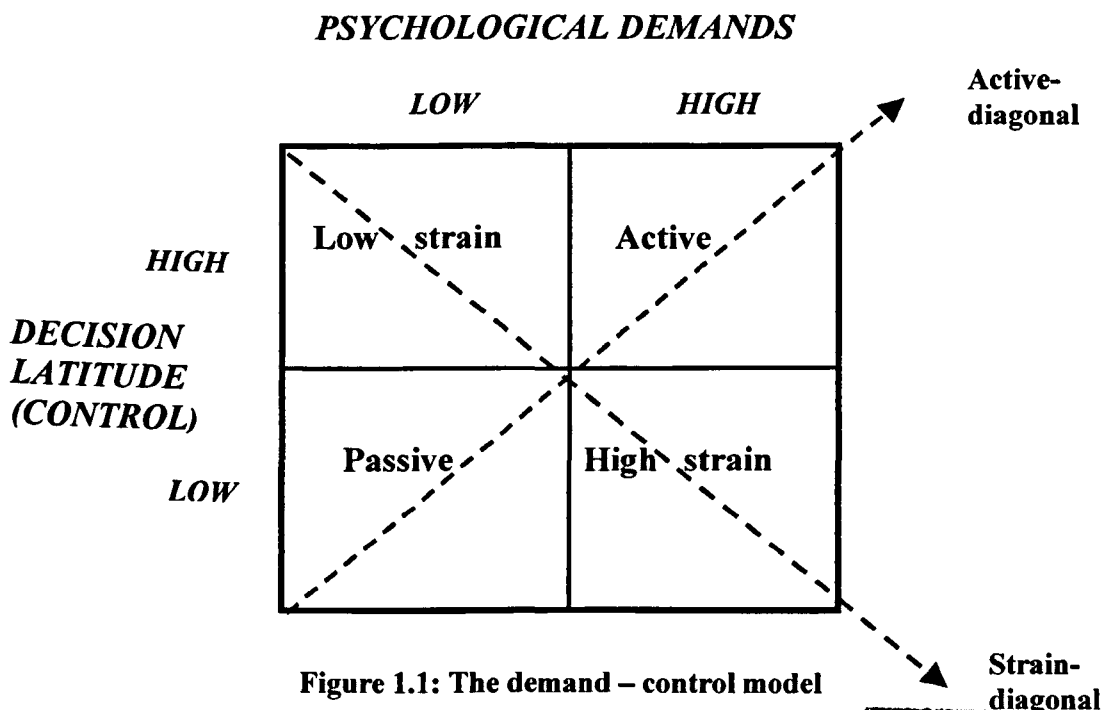 PSYCHOLOGICAL DEMANDS
LOW HIGH
Active-
diagonal
Low strain Active
HIGH
DECISION
LATITUDE
(CONTROL)
Passive High strain
LOW
Figure 1.1: The demand – control model
Strain-
diagonal